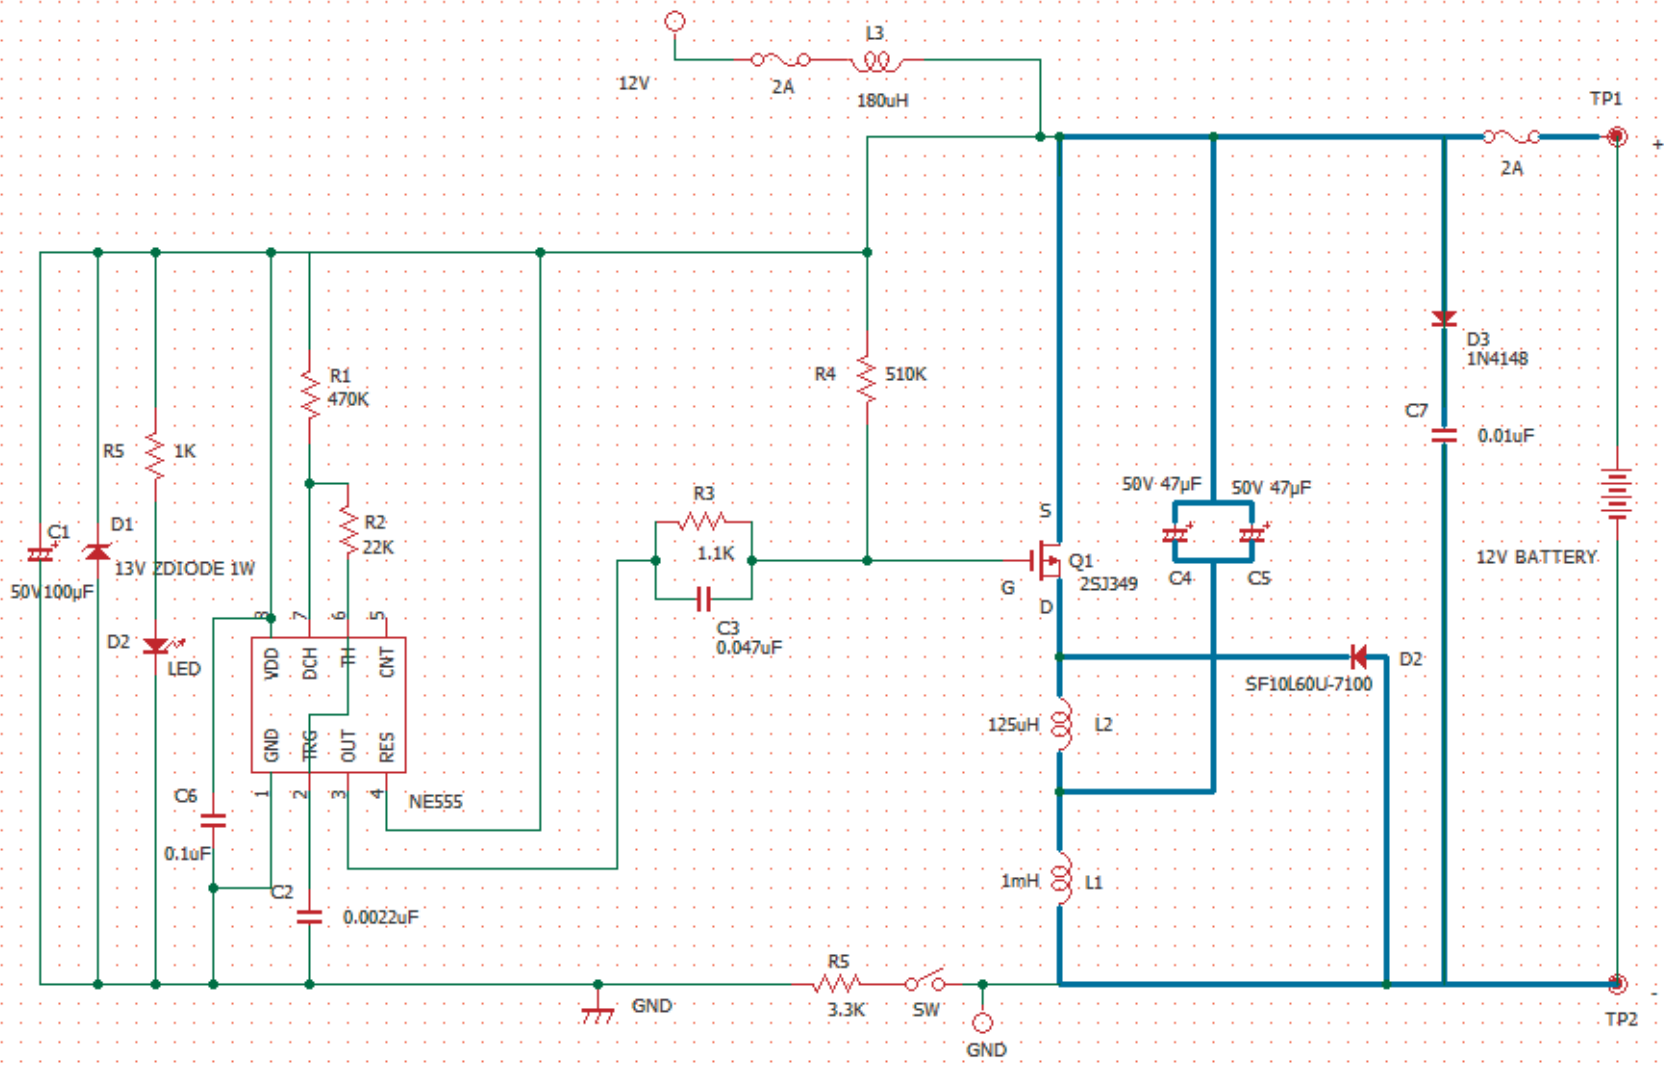 L3
12V
2A
180uH
TP1
+
2A
D3
1N4148
R1
470K
R4
510K
C7
0.01uF
R5
1K
50V 47µF
50V 47µF
R3
S
R2
22K
C1
D1
1.1K
Q1
12V BATTERY
13V ZDIODE 1W
G
2SJ349
C4
C5
50V100µF
D
8
7
6
5
C3
0.047uF
D2
LED
VDD
DCH
TH
CNT
D2
SF10L60U-7100
125uH
L2
GND
TRG
OUT
RES
C6
1
2
3
4
NE555
0.1uF
1mH
L1
C2
0.0022uF
R5
3.3K
SW
GND
GND
-
TP2